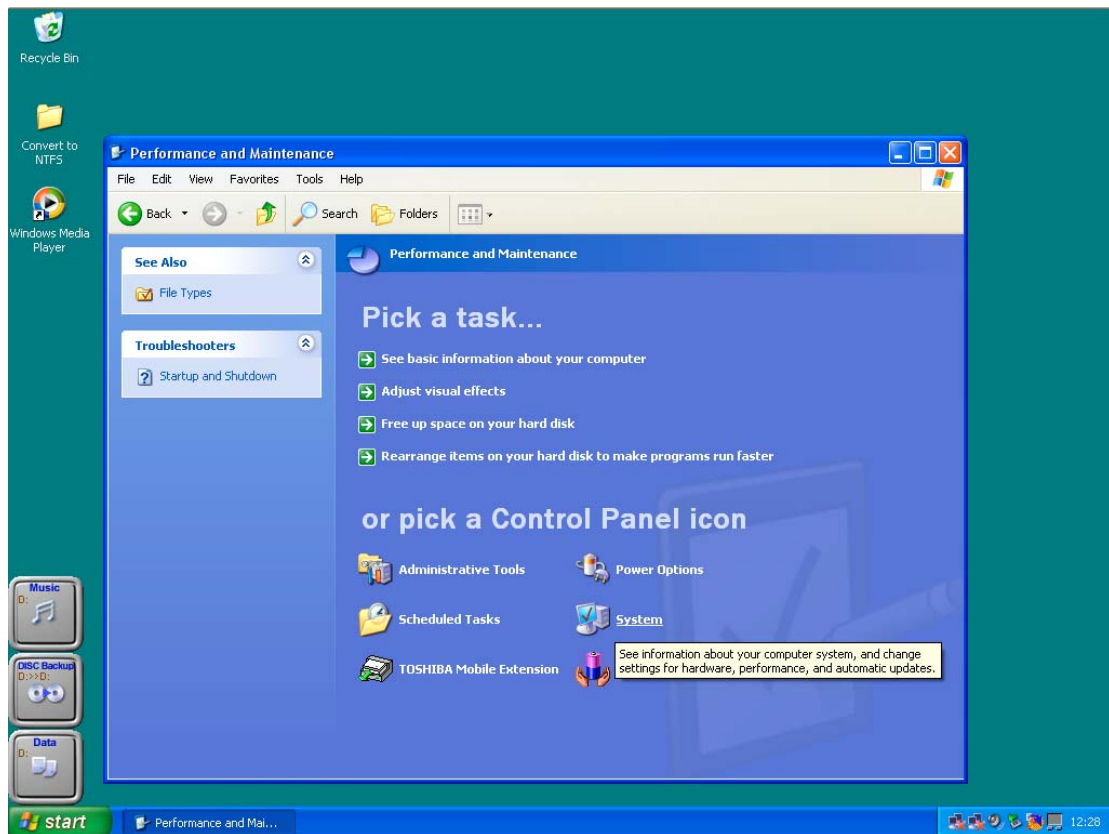 Recycle Bin
Convert to
NTFS
Windows Media
Player
Performance and Maintenance
File Edit View Favorites Tools Help
Back Search Folders
See Also
File Types
Troubleshooters
Startup and Shutdown
Performance and Maintenance
Pick a task...
See basic information about your computer
Adjust visual effects
Free up space on your hard disk
Rearrange items on your hard disk to make programs run faster
or pick a Control Panel icon
Administrative Tools Power Options
Scheduled Tasks System
See information about your computer system, and change
settings for hardware, performance, and automatic updates.
TOSHIBA Mobile Extension
Music
D:
DISC Backup
D:>>D:
Data
D:
start Performance and Mai... 12:28